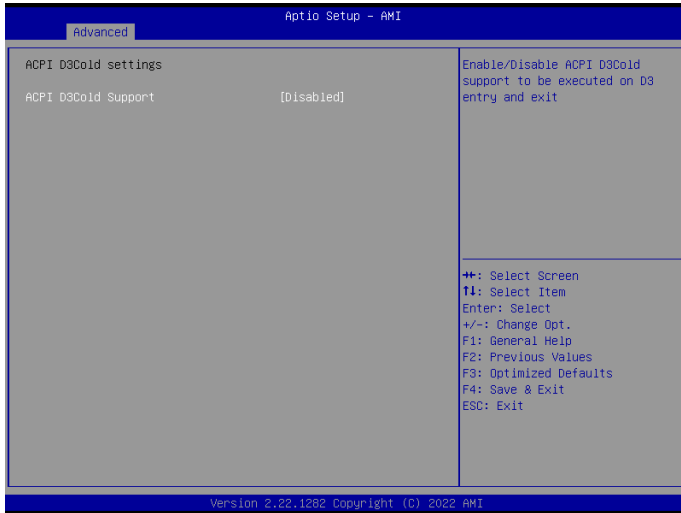 Aptio Setup – AMI
Advanced
ACPI D3Cold settings
ACPI D3Cold Support [Disabled]
Enable/Disable ACPI D3Cold
support to be executed on D3
entry and exit
→←: Select Screen
↑↓: Select Item
Enter: Select
+/-: Change Opt.
F1: General Help
F2: Previous Values
F3: Optimized Defaults
F4: Save & Exit
ESC: Exit
Version 2.22.1282 Copyright (C) 2022 AMI